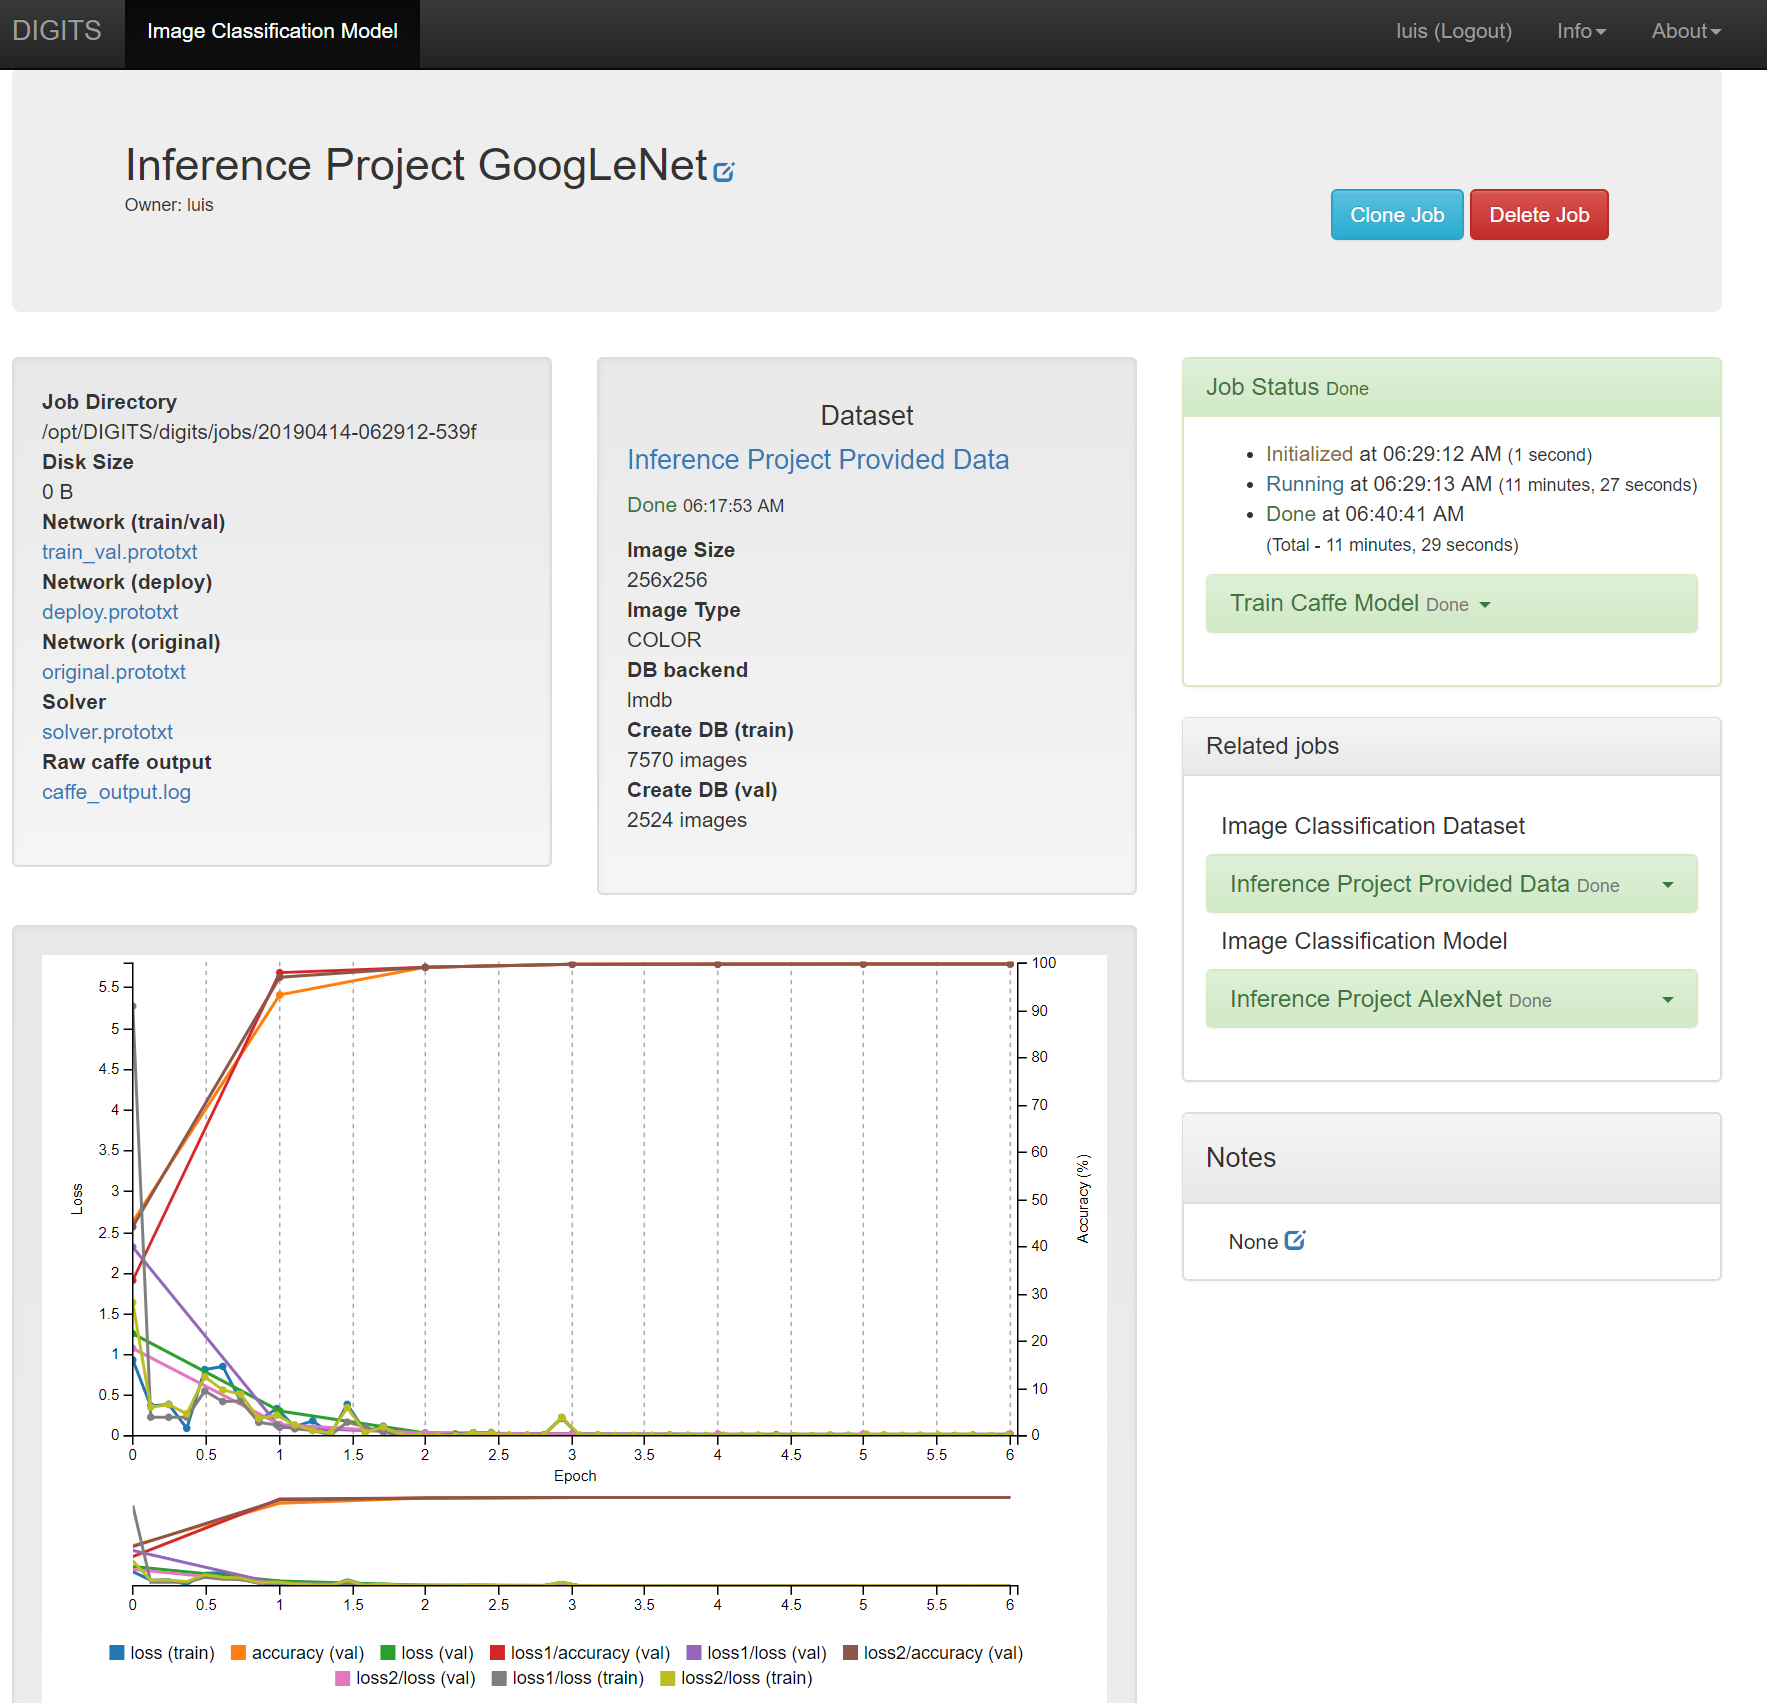 DIGITS
Image Classification Model
luis (Logout)
Info
About
Inference Project GoogLeNet
Owner: luis
Clone Job
Delete Job
Job Directory
/opt/DIGITS/digits/jobs/20190414-062912-539f
Disk Size
0 B
Network (train/val)
train_val.prototxt
Network (deploy)
deploy.prototxt
Network (original)
original.prototxt
Solver
solver.prototxt
Raw caffe output
caffe_output.log
Dataset
Inference Project Provided Data
Done 06:17:53 AM
Image Size
256x256
Image Type
COLOR
DB backend
lmdb
Create DB (train)
7570 images
Create DB (val)
2524 images
Job Status Done
Initialized at 06:29:12 AM (1 second)
Running at 06:29:13 AM (11 minutes, 27 seconds)
Done at 06:40:41 AM
(Total - 11 minutes, 29 seconds)
Train Caffe Model Done
Related jobs
Image Classification Dataset
Inference Project Provided Data Done
Image Classification Model
Inference Project AlexNet Done
Notes
None
5.5
5
4.5
4
3.5
3
2.5
2
1.5
1
0.5
0
Loss
100
90
80
70
60
50
40
30
20
10
0
Accuracy (%)
0 0.5 1 1.5 2 2.5 3 3.5 4 4.5 5 5.5 6
Epoch
0 0.5 1 1.5 2 2.5 3 3.5 4 4.5 5 5.5 6
loss (train) accuracy (val) loss (val) loss1/accuracy (val) loss1/loss (val) loss2/accuracy (val)
loss2/loss (val) loss1/loss (train) loss2/loss (train)